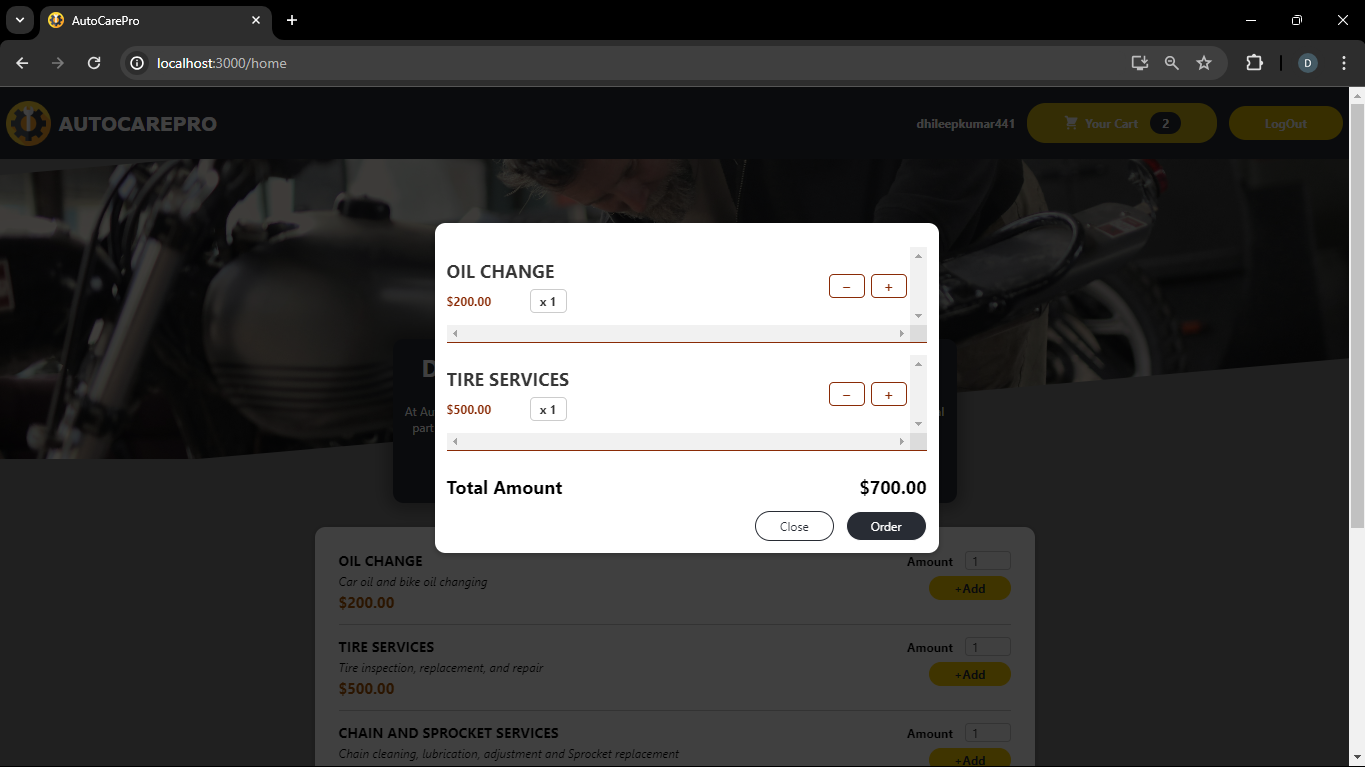 AutoCarePro
localhost:3000/home
D
AUTOCAREPRO
dhileepkumar441
Your Cart 2
LogOut
D
At Au
al
part
OIL CHANGE
$200.00
x 1
−
+
TIRE SERVICES
$500.00
x 1
−
+
Total Amount $700.00
Close
Order
OIL CHANGE
Car oil and bike oil changing
$200.00
Amount 1
+Add
TIRE SERVICES
Tire inspection, replacement, and repair
$500.00
Amount 1
+Add
CHAIN AND SPROCKET SERVICES
Chain cleaning, lubrication, adjustment and Sprocket replacement
Amount 1
+Add